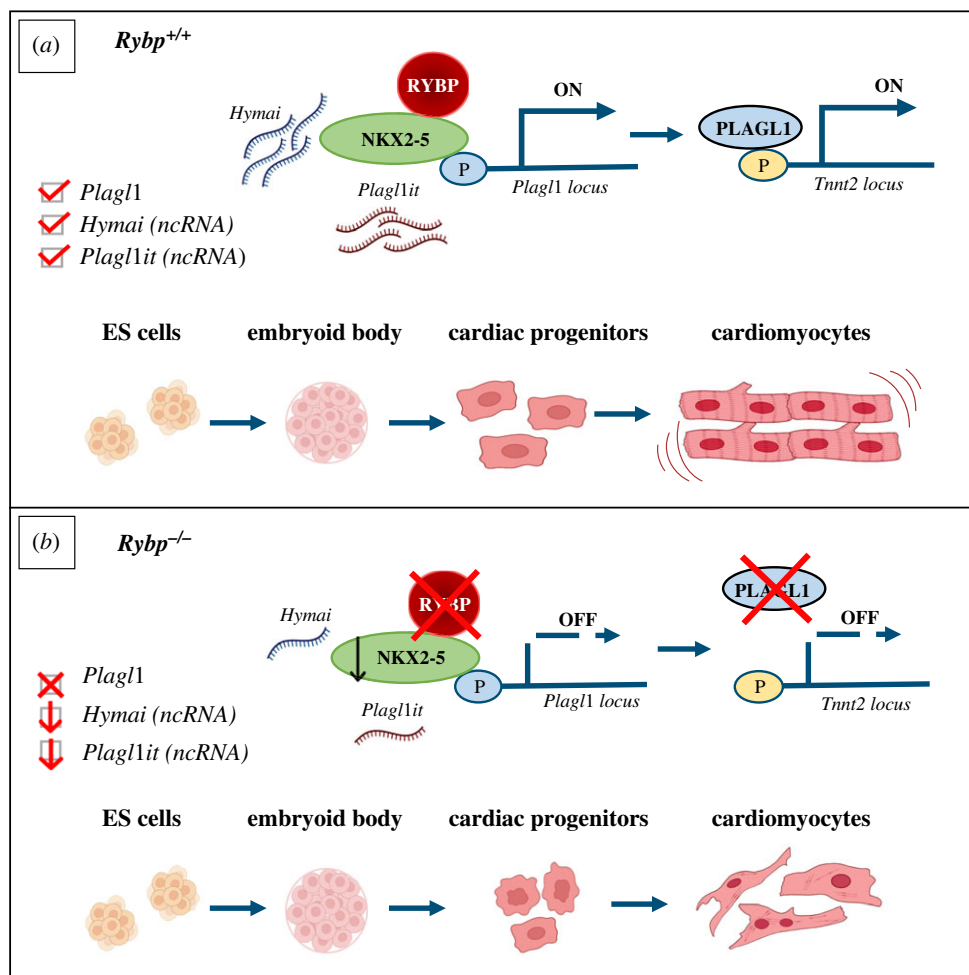 (a)
Rybp+/+
RYBP
Hymai
NKX2-5
P
ON
Plagl1 locus
PLAGL1
P
ON
Tnnt2 locus
Plagl1it
Plagl1
Hymai (ncRNA)
Plagl1it (ncRNA)
ES cells
embryoid body
cardiac progenitors
cardiomyocytes
(b)
Rybp–/–
RYBP
Hymai
NKX2-5
P
OFF
Plagl1 locus
PLAGL1
P
OFF
Tnnt2 locus
Plagl1it
Plagl1
Hymai (ncRNA)
Plagl1it (ncRNA)
ES cells
embryoid body
cardiac progenitors
cardiomyocytes